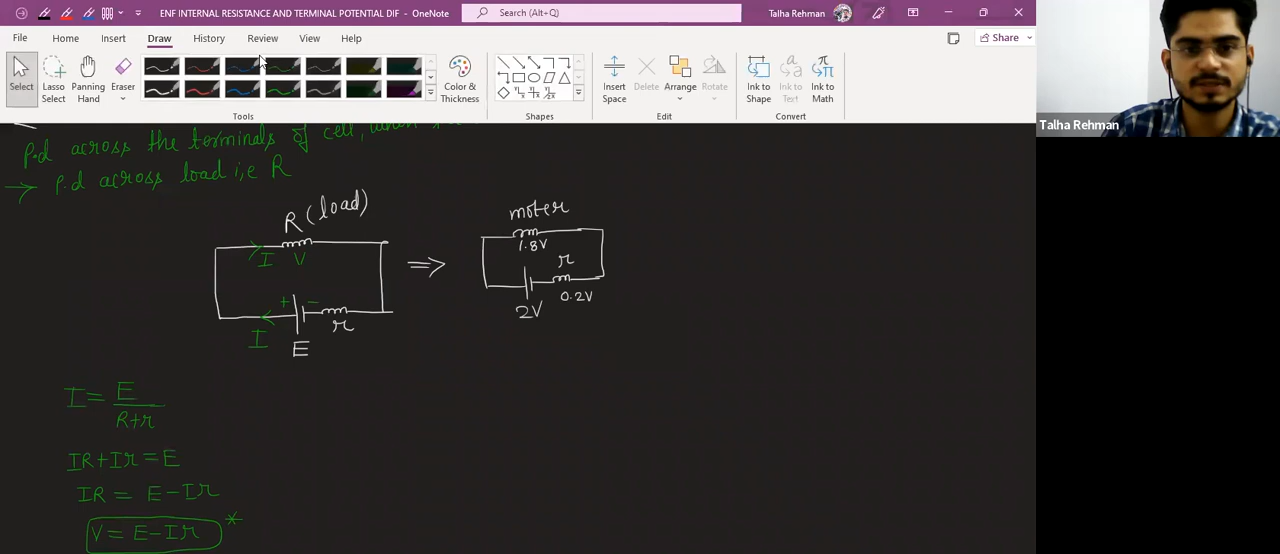 ENF INTERNAL RESISTANCE AND TERMINAL POTENTIAL DIF - OneNote
Search (Alt+Q)
Talha Rehman
File Home Insert Draw History Review View Help
Share
Select
Lasso Select
Panning Hand
Eraser
Color & Thickness
Insert Space
Delete
Arrange
Rotate
Ink to Shape
Ink to Text
Ink to Math
Tools
Shapes
Edit
Convert
Talha Rehman
P.d across the terminals of cell, when
→ P.d across load i,e R
R (load)
I V
+ -
r
I
E
⇒
moter
1.8V
r
0.2V
2V
I = E / R+r
IR+Ir = E
IR = E - Ir
V = E - Ir *